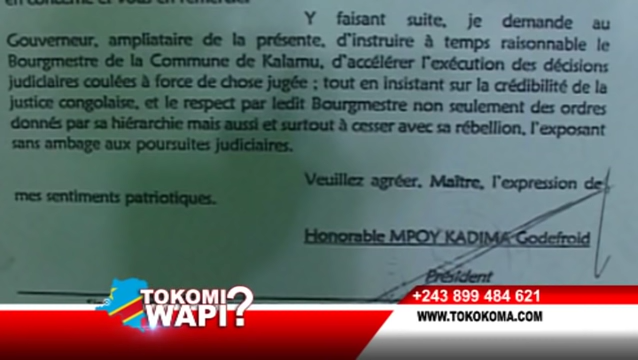 Y faisant suite, je demande au
Gouverneur, ampliataire de la présente, d'instruire à temps raisonnable le
Bourgmestre de la Commune de Kalamu, d'accélérer l'exécution des décisions
judiciaires coulées à force de chose jugée ; tout en insistant sur la crédibilité de la
justice congolaise, et le respect par ledit Bourgmestre non seulement des ordres
donnés par sa hiérarchie mais aussi et surtout à cesser avec sa rébellion, l'exposant
sans ambage aux poursuites judiciaires.
Veuillez agréer, Maître, l'expression de
mes sentiments patriotiques.
Honorable MPOY KADIMA Godefroid
Président
TOKOMI
WAPI?
+243 899 484 621
WWW.TOKOKOMA.COM